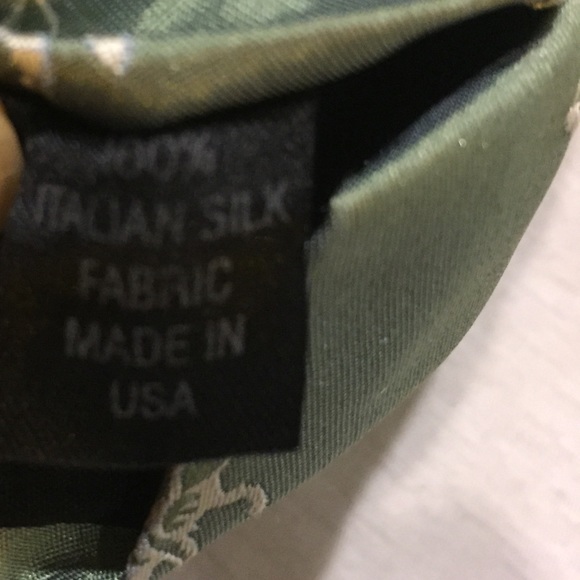 100%
ITALIAN SILK
FABRIC
MADE IN
USA